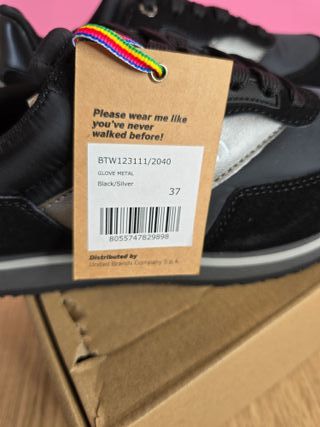 Please wear me like
you've never
walked before!
BTW123111/2040
GLOVE METAL
Black/Silver
37
8055747829898
Distributed by
United Brands Company S.p.A.